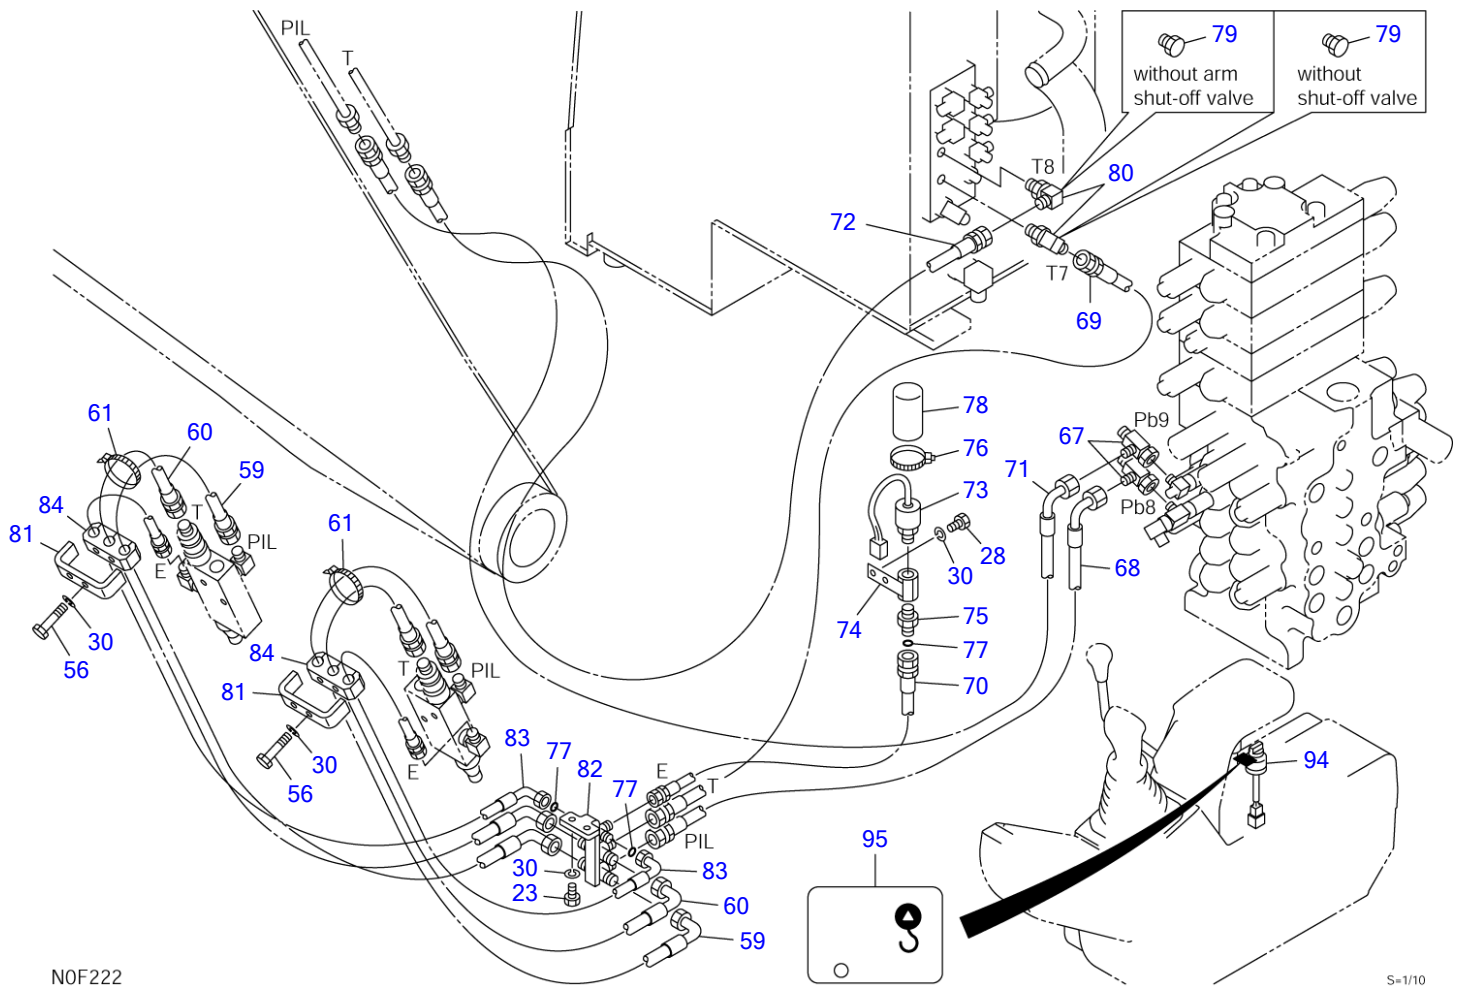 PIL
T
79
79
without arm
shut-off valve
without
shut-off valve
T8
80
72
T7
69
61
60
59
84
81
T
PIL
E
30
56
61
78
76
73
28
30
74
75
77
70
71
67
Pb9
Pb8
68
84
81
T
PIL
E
30
56
83
77
82
77
E
T
PIL
30
23
83
60
59
94
95
N0F222
S=1/10